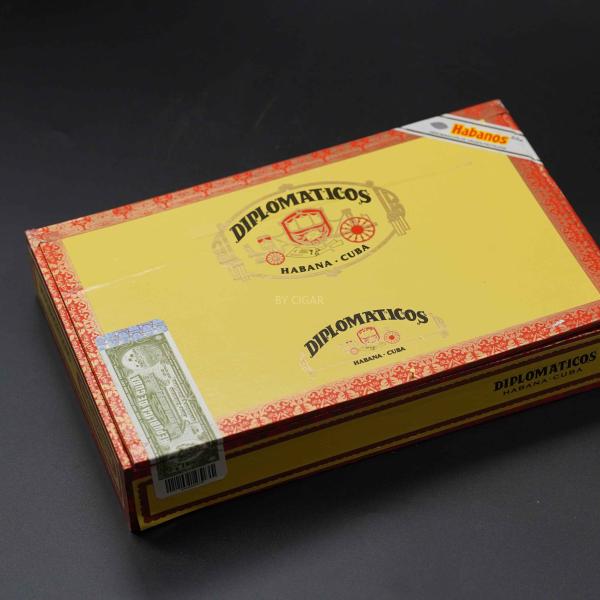 Habanos
DIPLOMATICOS
HABANA · CUBA
BY CIGAR
DIPLOMATICOS
HABANA · CUBA
DIPLOMATICOS
HABANA · CUBA
REPUBLICA DE CUBA